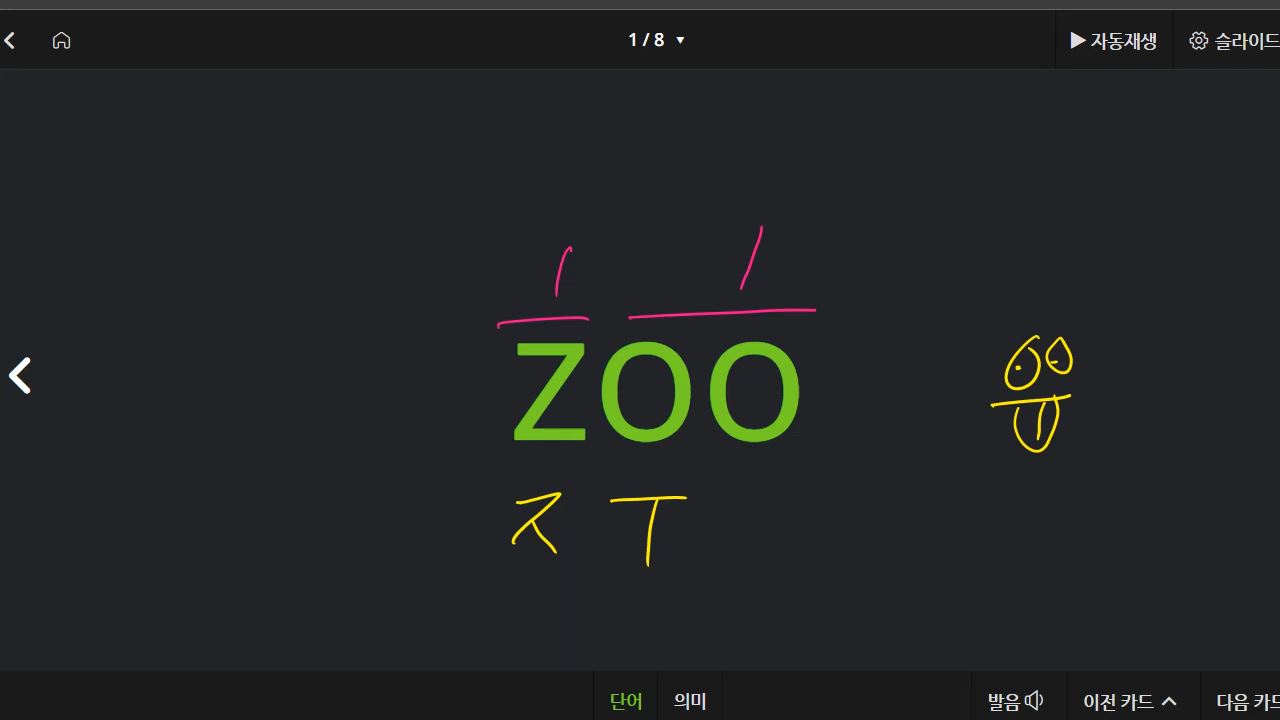 1 / 8
자동재생
슬라이드
zoo
ㅈ ㅜ
단어
의미
발음
이전 카드
다음 카드